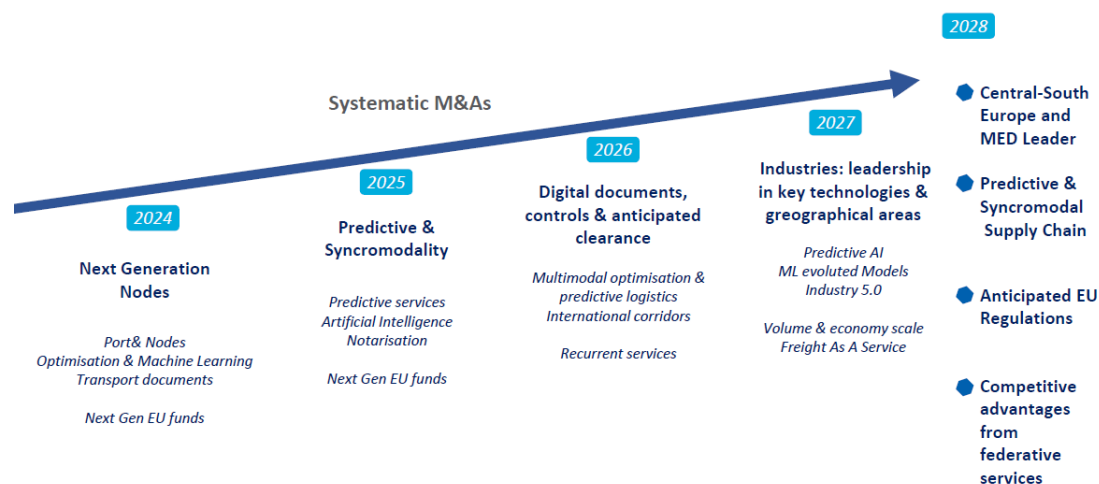 2028
Systematic M&As
2024
Next Generation
Nodes
Port& Nodes
Optimisation & Machine Learning
Transport documents
Next Gen EU funds
2025
Predictive &
Syncromodality
Predictive services
Artificial Intelligence
Notarisation
Next Gen EU funds
2026
Digital documents,
controls & anticipated
clearance
Multimodal optimisation &
predictive logistics
International corridors
Recurrent services
2027
Industries: leadership
in key technologies &
greographical areas
Predictive AI
ML evoluted Models
Industry 5.0
Volume & economy scale
Freight As A Service
Central-South
Europe and
MED Leader
Predictive &
Syncromodal
Supply Chain
Anticipated EU
Regulations
Competitive
advantages
from
federative
services